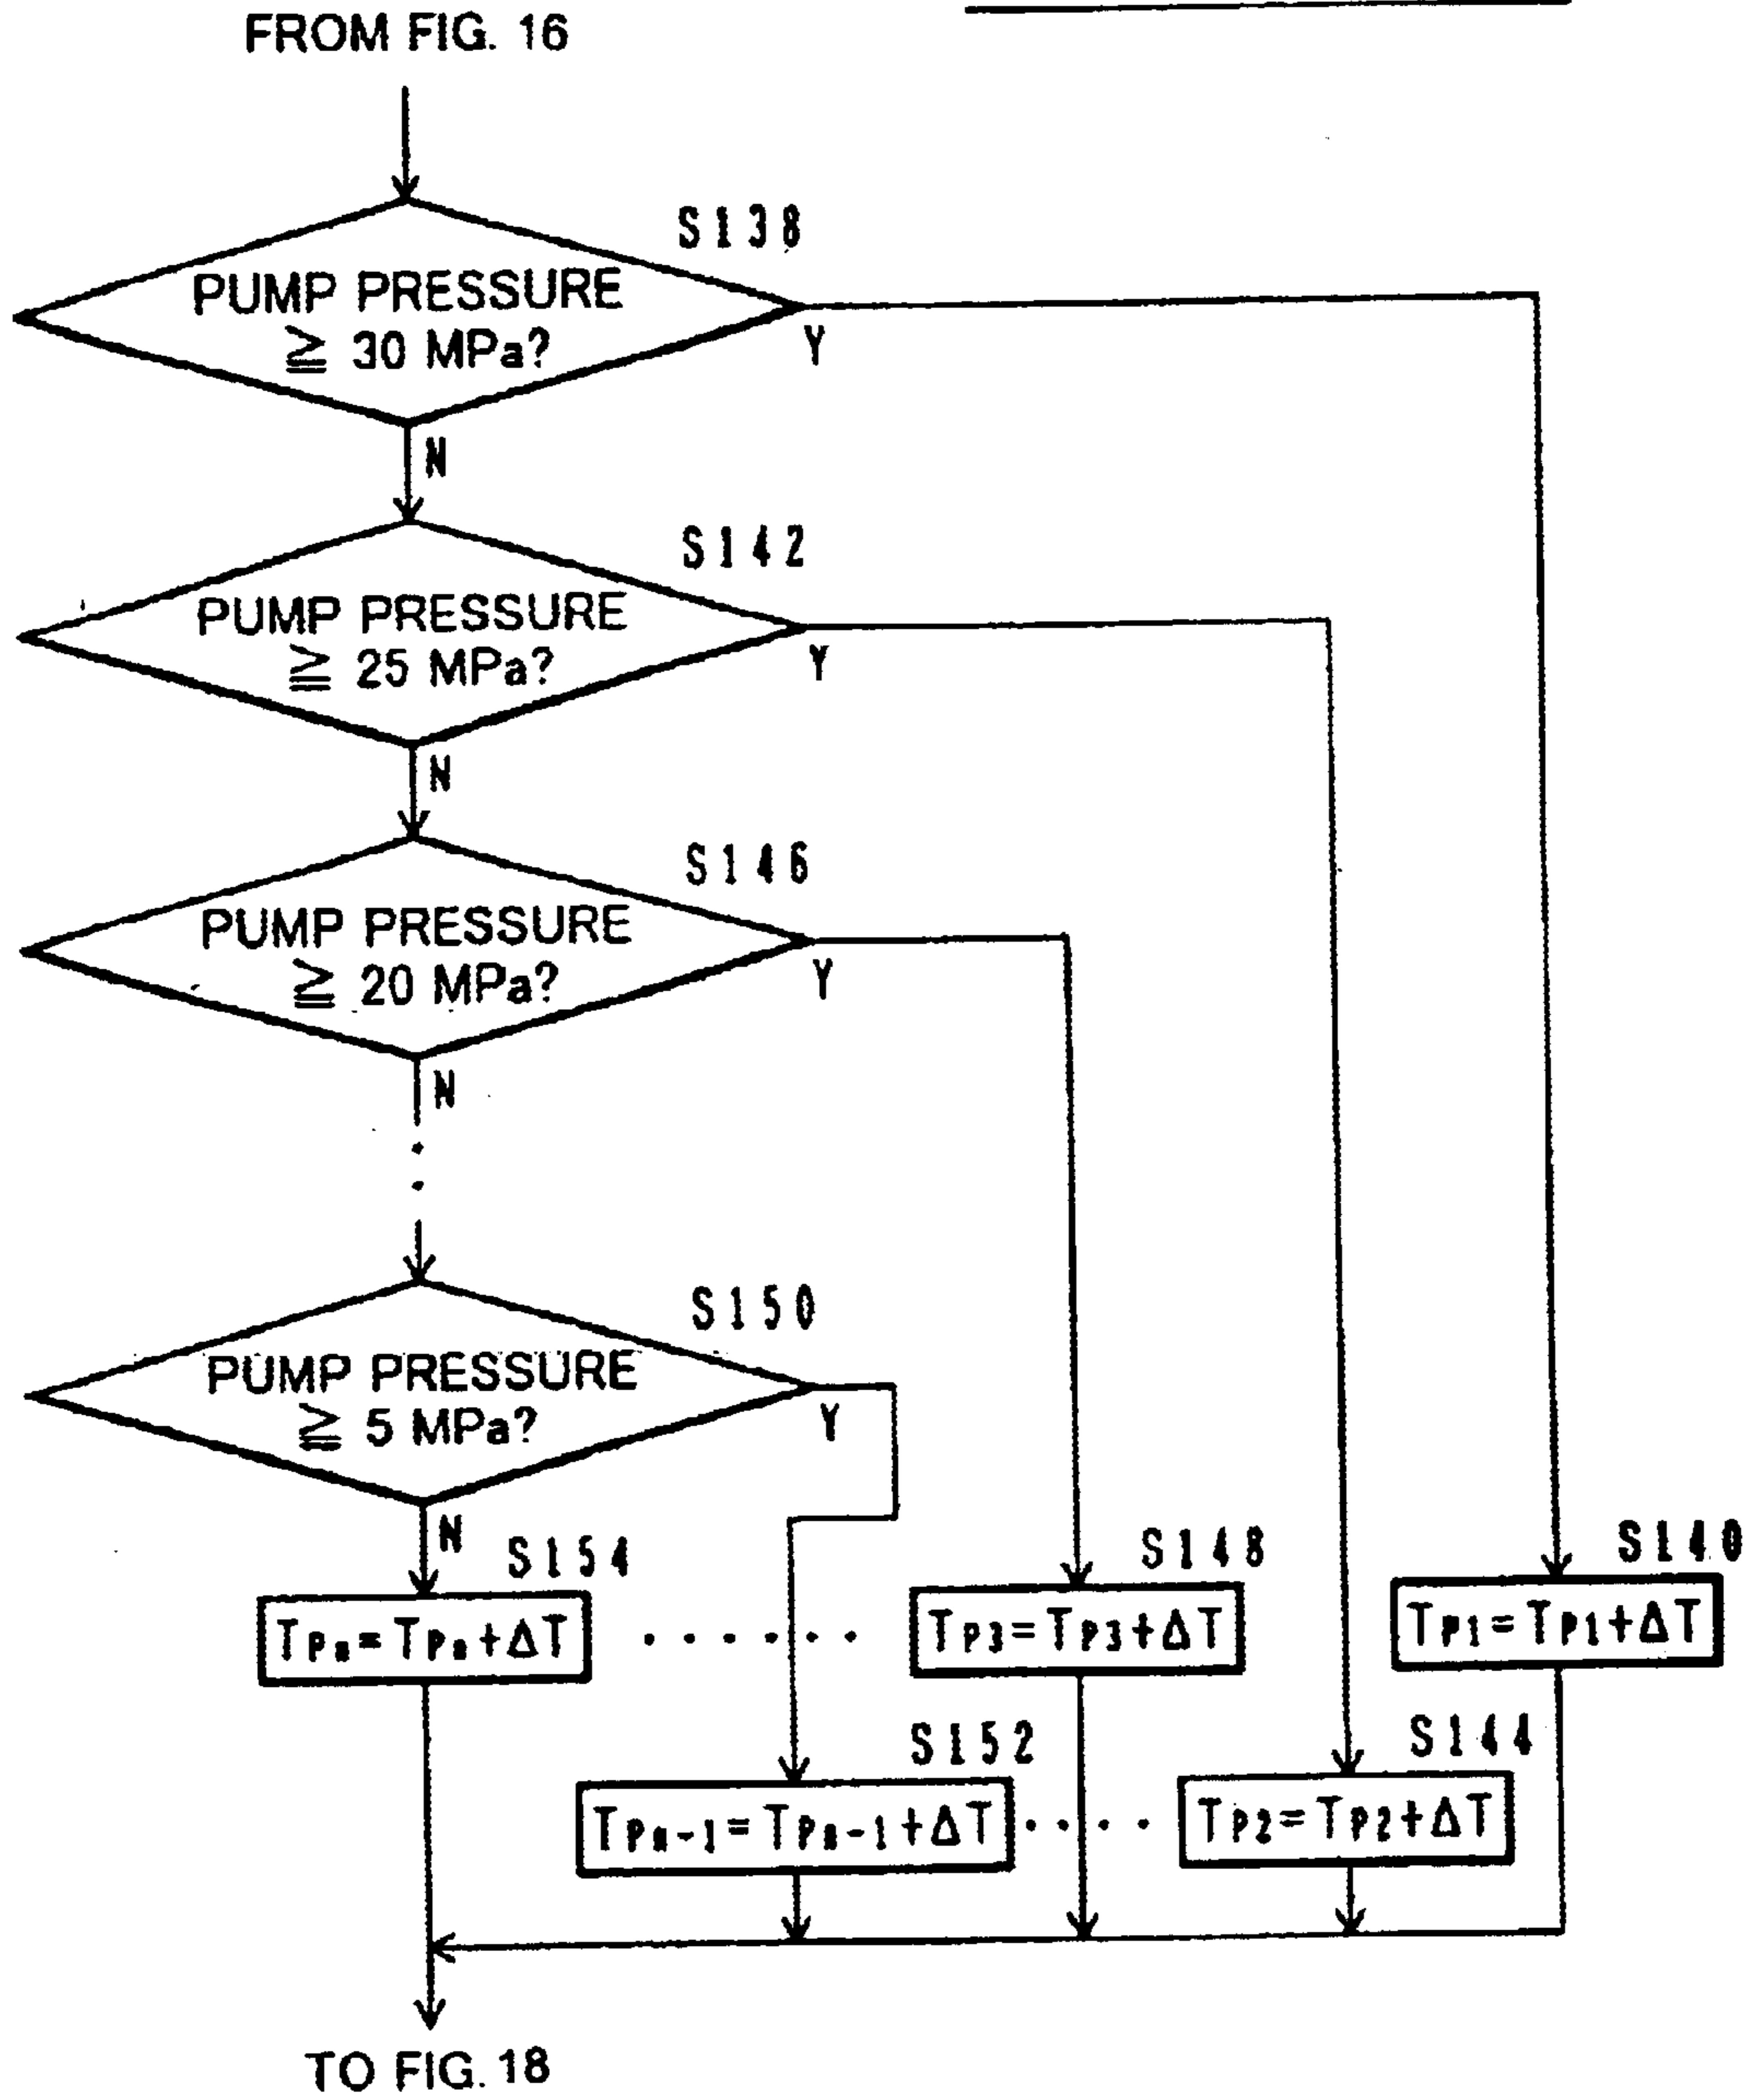 FROM FIG. 16
S138
PUMP PRESSURE
≧ 30 MPa?
Y
N
S142
PUMP PRESSURE
≧ 25 MPa?
Y
N
S146
PUMP PRESSURE
≧ 20 MPa?
Y
N
S150
PUMP PRESSURE
≧ 5 MPa?
Y
N
S154
S148
S140
TPn=TPn+ΔT
TP3=TP3+ΔT
TP1=TP1+ΔT
S152
S144
TPn-1=TPn-1+ΔT
TP2=TP2+ΔT
TO FIG. 18